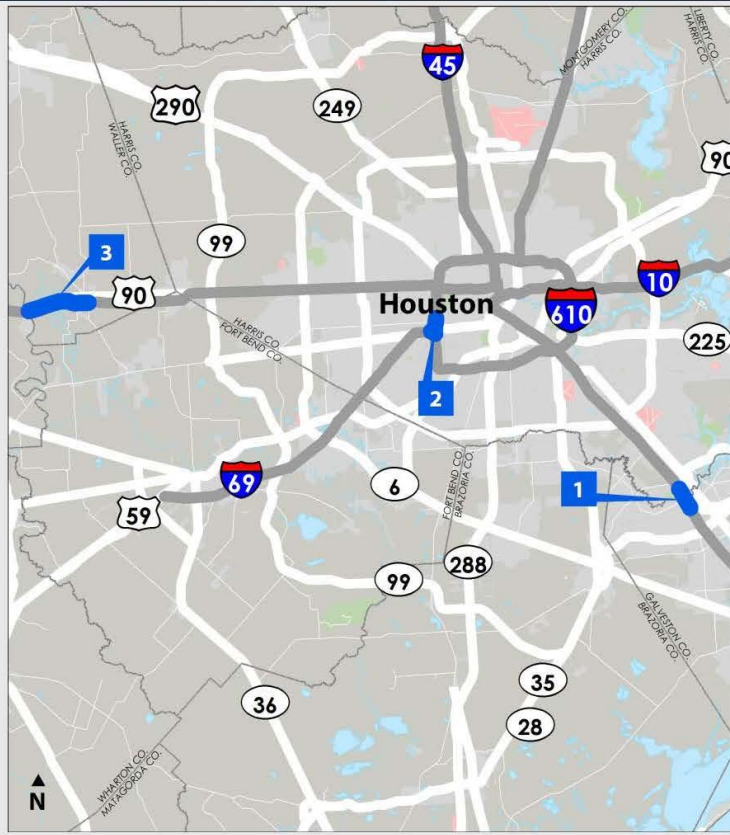 45
MONTGOMERY CO.
HARRIS CO.
LIBERTY CO.
HARRIS CO.
290
249
HARRIS CO.
WALLER CO.
90
99
3
90
10
Houston
610
HARRIS CO.
FORT BEND CO.
225
2
69
6
FORT BEND CO.
BRAZORIA CO.
1
59
99
288
GALVESTON CO.
BRAZORIA CO.
35
36
28
WHARTON CO.
MATAGORDA CO.
N